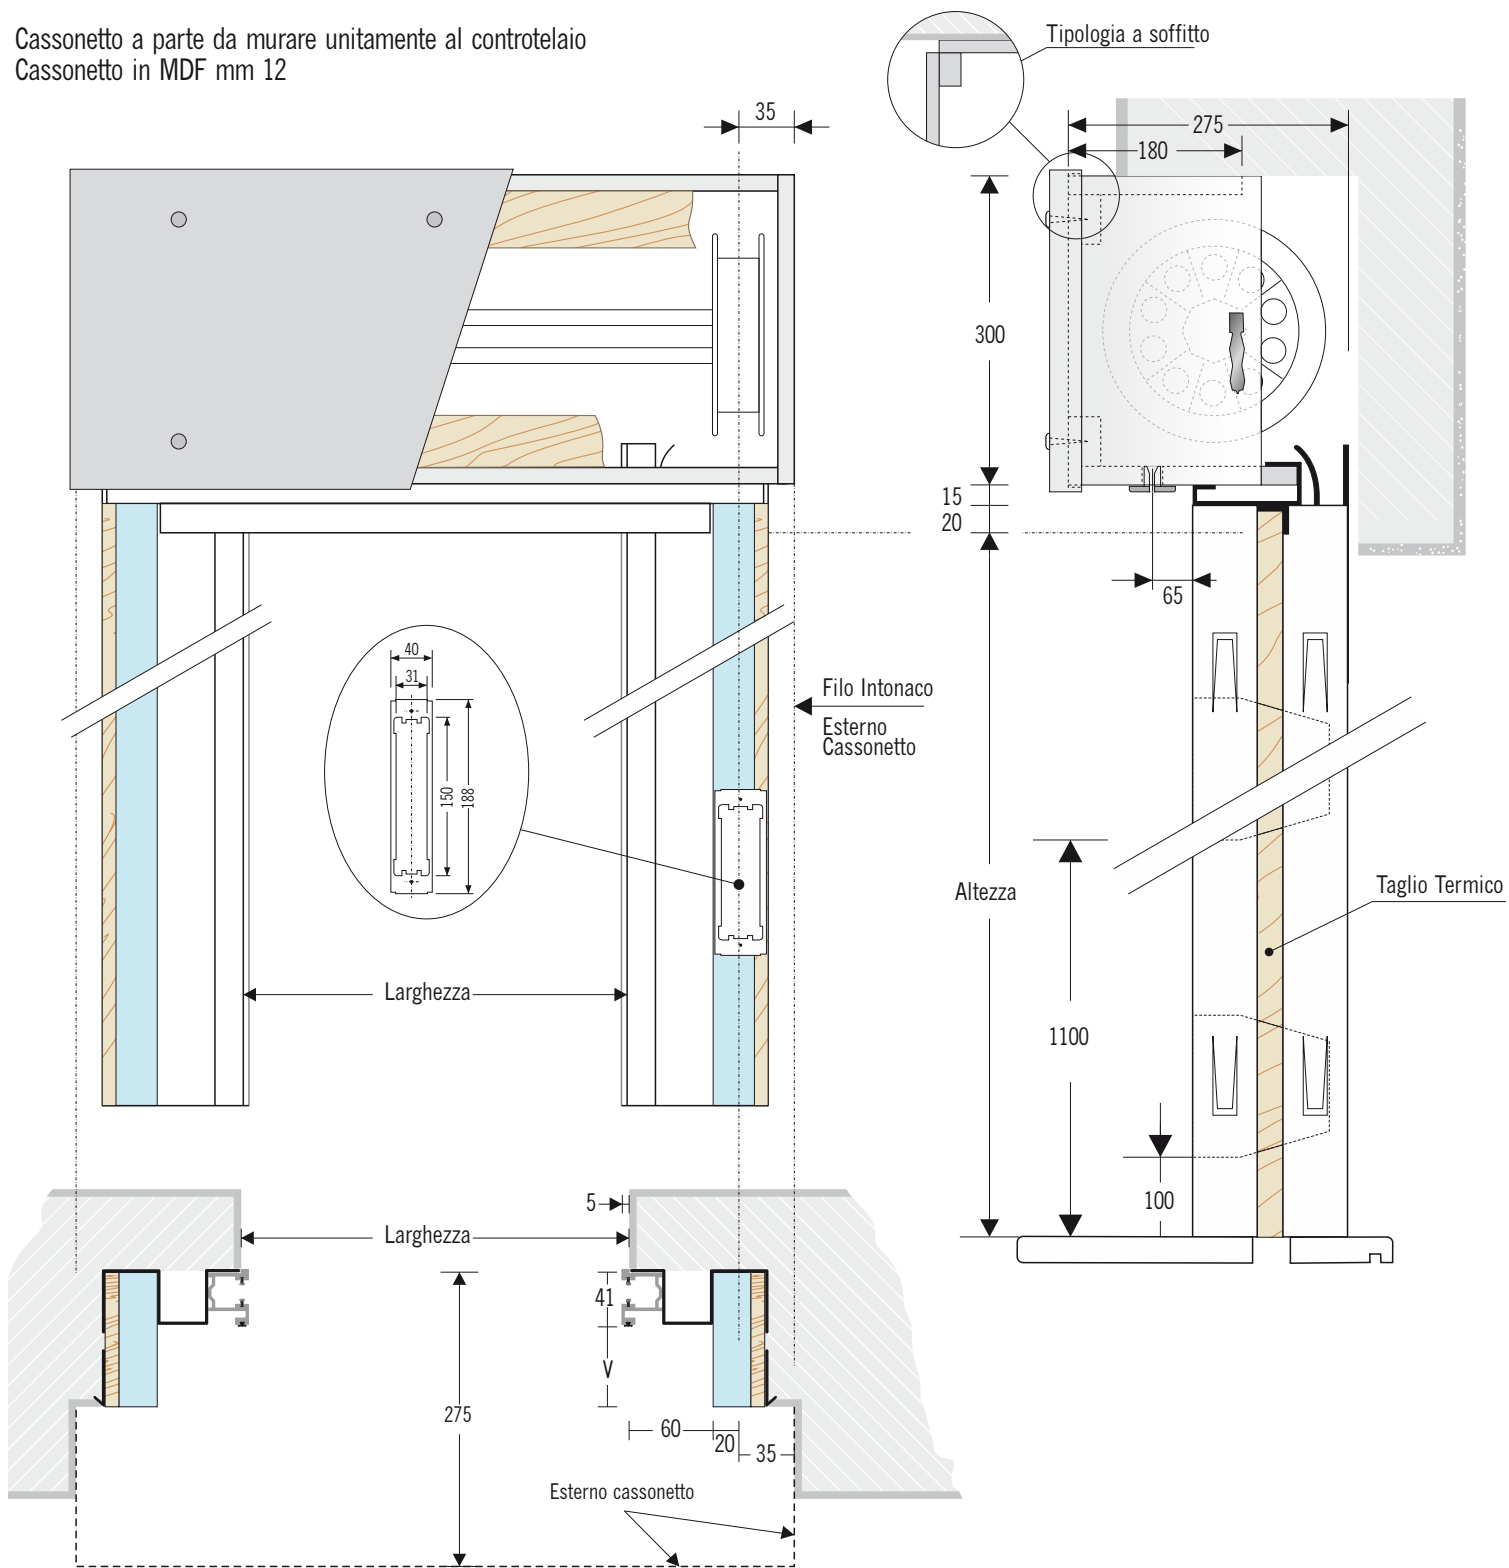 Cassonetto a parte da murare unitamente al controtelaio
Cassonetto in MDF mm 12
Tipologia a soffitto
35
275
180
300
15
20
65
40
31
150
188
Filo Intonaco
Esterno
Cassonetto
Altezza
Taglio Termico
Larghezza
1100
100
5
Larghezza
41
V
275
60
20
35
Esterno cassonetto